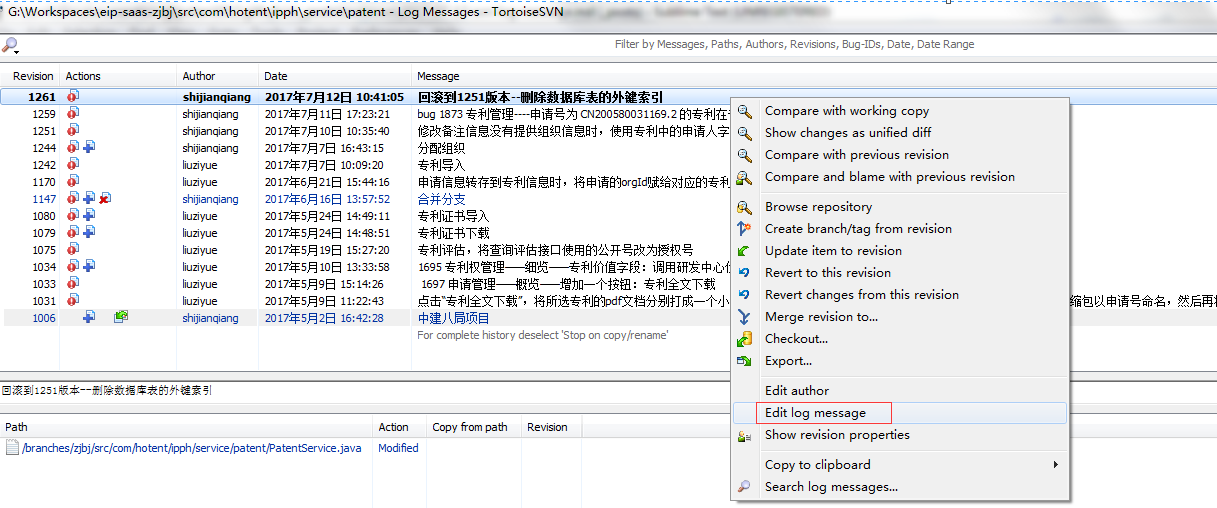 G:\Workspaces\eip-saas-zjbj\src\com\hotent\ipph\service\patent - Log Messages - TortoiseSVN
Filter by Messages, Paths, Authors, Revisions, Bug-IDs, Date, Date Range
Revision Actions Author Date Message
1261 shijianqiang 2017年7月12日 10:41:05 回滚到1251版本--删除数据库表的外键索引
1259 shijianqiang 2017年7月11日 17:23:21 bug 1873 专利管理----申请号为 CN200580031169.2 的专利在
1251 shijianqiang 2017年7月10日 10:35:40 修改备注信息没有提供组织信息时，使用专利中的申请人字
1244 shijianqiang 2017年7月7日 16:43:15 分配组织
1242 liuziyue 2017年7月7日 10:09:20 专利导入
1170 liuziyue 2017年6月21日 15:44:16 申请信息转存到专利信息时，将申请的orgId赋给对应的专利
1147 shijianqiang 2017年6月16日 13:57:52 合并分支
1080 liuziyue 2017年5月24日 14:49:11 专利证书导入
1079 liuziyue 2017年5月24日 14:48:51 专利证书下载
1075 liuziyue 2017年5月19日 15:27:20 专利评估，将查询评估接口使用的公开号改为授权号
1034 liuziyue 2017年5月10日 13:33:58 1695 专利权管理——细览——专利价值字段：调用研发中心
1033 liuziyue 2017年5月9日 15:14:26 1697 申请管理——概览——增加一个按钮：专利全文下载
1031 liuziyue 2017年5月9日 11:22:43 点击“专利全文下载”，将所选专利的pdf文档分别打成一个小 缩包以申请号命名，然后再将
1006 shijianqiang 2017年5月2日 16:42:28 中建八局项目
For complete history deselect 'Stop on copy/rename'
Compare with working copy
Show changes as unified diff
Compare with previous revision
Compare and blame with previous revision
Browse repository
Create branch/tag from revision
Update item to revision
Revert to this revision
Revert changes from this revision
Merge revision to...
Checkout...
Export...
Edit author
Edit log message
Show revision properties
Copy to clipboard
Search log messages...
回滚到1251版本--删除数据库表的外键索引
Path Action Copy from path Revision
/branches/zjbj/src/com/hotent/ipph/service/patent/PatentService.java Modified